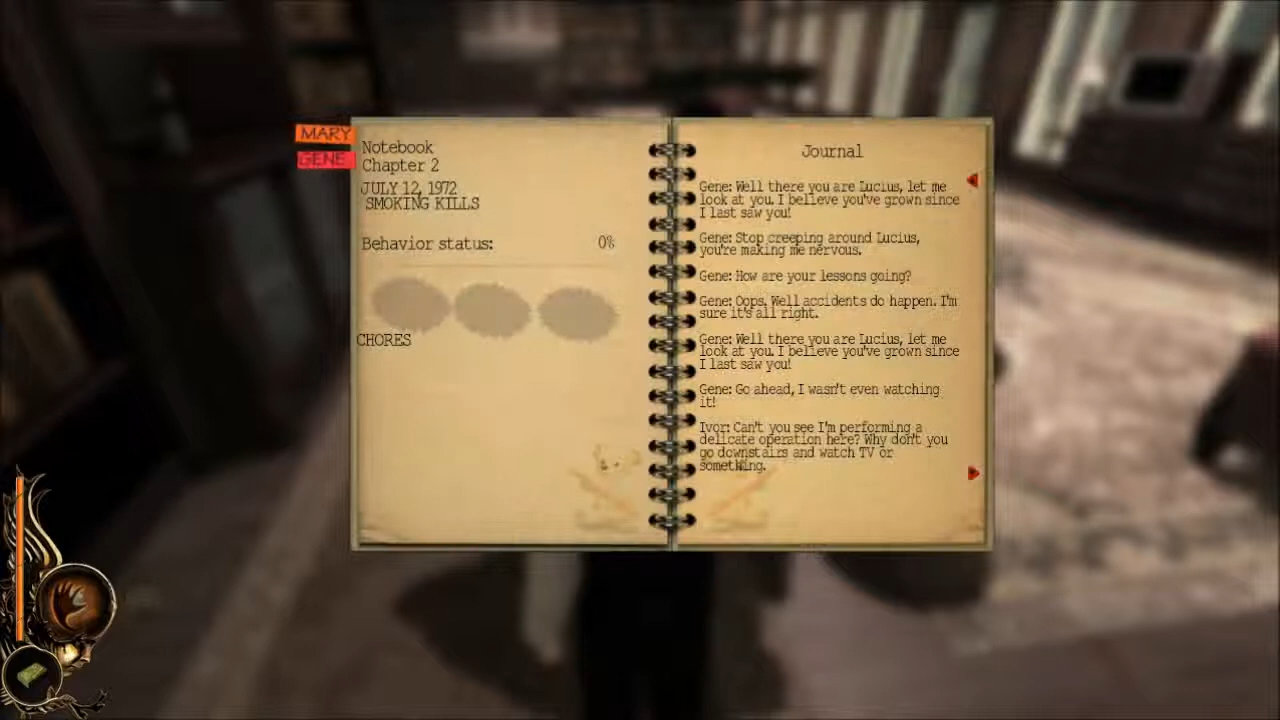 MARY
GENE
Notebook
Chapter 2
JULY 12, 1972
SMOKING KILLS
Behavior status: 0%
CHORES
Journal
Gene: Well there you are Lucius, let me
look at you. I believe you've grown since
I last saw you!
Gene: Stop creeping around Lucius,
you're making me nervous.
Gene: How are your lessons going?
Gene: Oops. Well accidents do happen. I'm
sure it's all right.
Gene: Well there you are Lucius, let me
look at you. I believe you've grown since
I last saw you!
Gene: Go ahead, I wasn't even watching
it!
Ivor: Can't you see I'm performing a
delicate operation here? Why don't you
go downstairs and watch TV or
something.